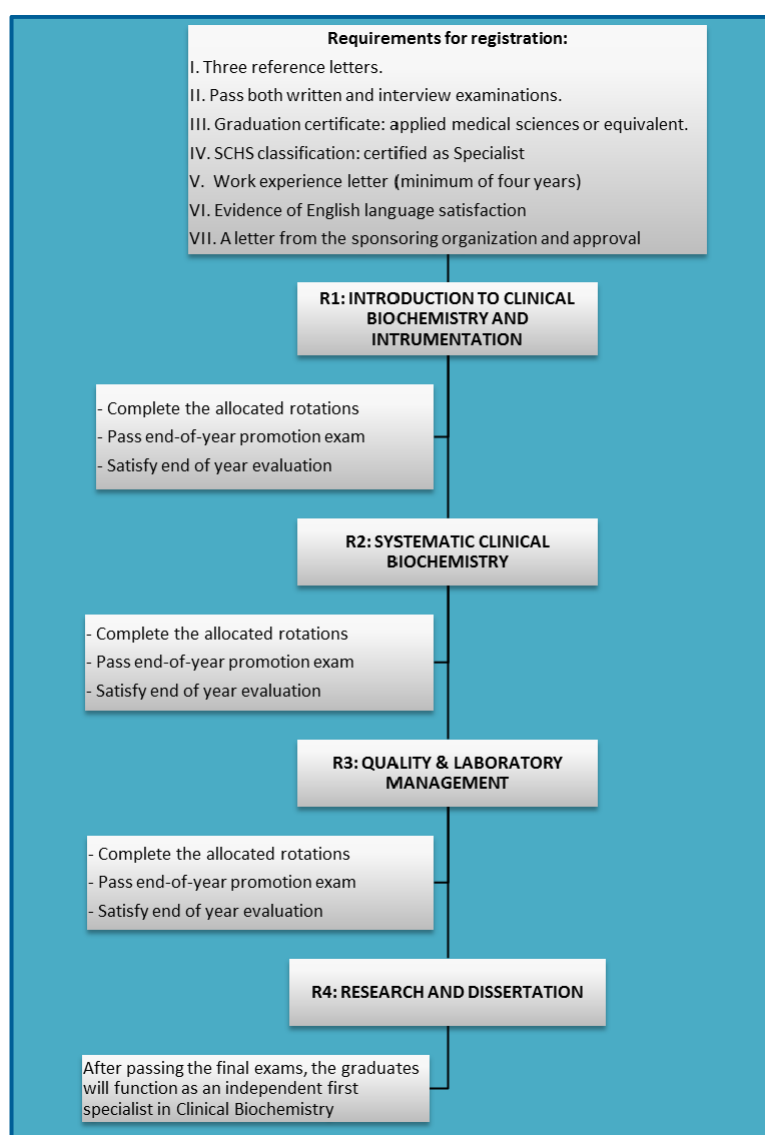 Requirements for registration:
I. Three reference letters.
II. Pass both written and interview examinations.
III. Graduation certificate: applied medical sciences or equivalent.
IV. SCHS classification: certified as Specialist
V. Work experience letter (minimum of four years)
VI. Evidence of English language satisfaction
VII. A letter from the sponsoring organization and approval
R1: INTRODUCTION TO CLINICAL
BIOCHEMISTRY AND
INTRUMENTATION
- Complete the allocated rotations
- Pass end-of-year promotion exam
- Satisfy end of year evaluation
R2: SYSTEMATIC CLINICAL
BIOCHEMISTRY
- Complete the allocated rotations
- Pass end-of-year promotion exam
- Satisfy end of year evaluation
R3: QUALITY & LABORATORY
MANAGEMENT
- Complete the allocated rotations
- Pass end-of-year promotion exam
- Satisfy end of year evaluation
R4: RESEARCH AND DISSERTATION
After passing the final exams, the graduates
will function as an independent first
specialist in Clinical Biochemistry